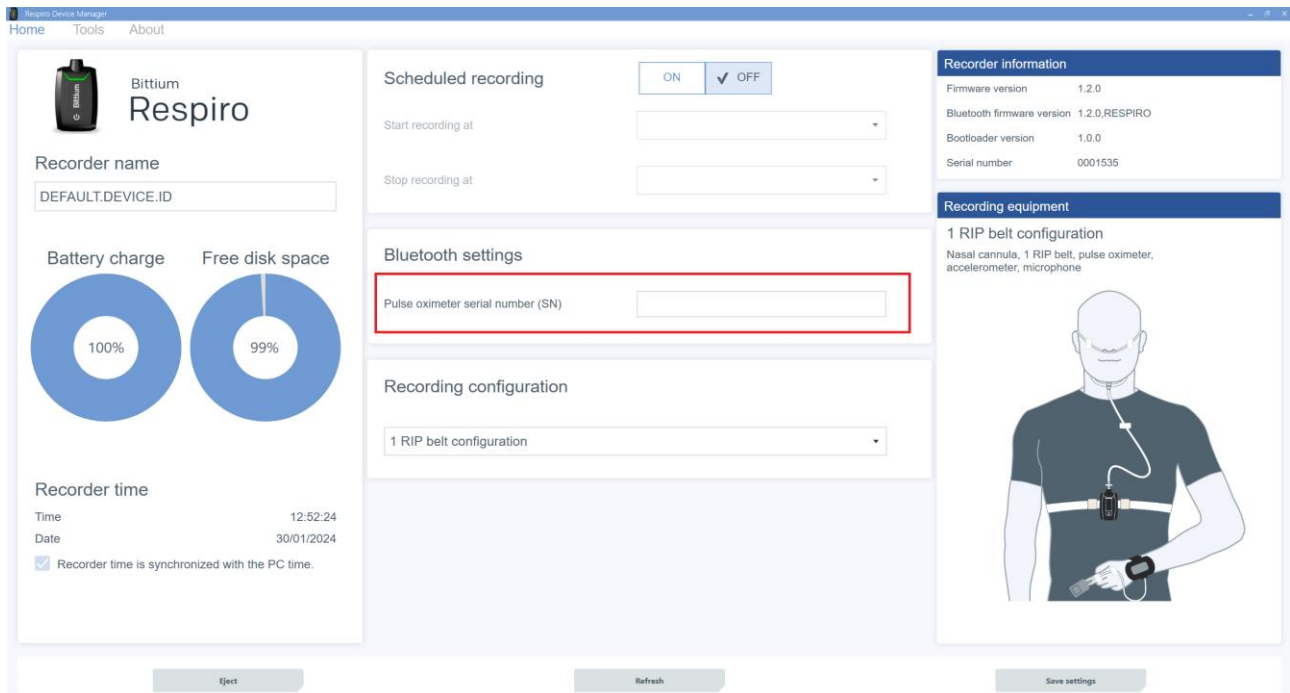 Respiro Device Manager
Home Tools About
Bittium
Respiro
Recorder name
DEFAULT.DEVICE.ID
Battery charge Free disk space
100% 99%
Recorder time
Time 12:52:24
Date 30/01/2024
Recorder time is synchronized with the PC time.
Scheduled recording ON OFF
Start recording at
Stop recording at
Bluetooth settings
Pulse oximeter serial number (SN)
Recording configuration
1 RIP belt configuration
Recorder information
Firmware version 1.2.0
Bluetooth firmware version 1.2.0,RESPIRO
Bootloader version 1.0.0
Serial number 0001535
Recording equipment
1 RIP belt configuration
Nasal cannula, 1 RIP belt, pulse oximeter,
accelerometer, microphone
Eject Refresh Save settings
Bittium